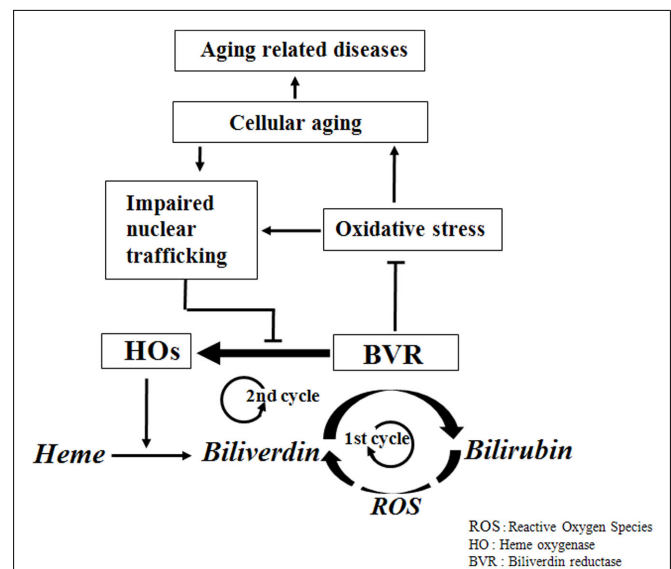 Aging related diseases
Cellular aging
Impaired
nuclear
trafficking
Oxidative stress
HOs
BVR
2nd cycle
1st cycle
Heme
Biliverdin
Bilirubin
ROS
ROS : Reactive Oxygen Species
HO : Heme oxygenase
BVR : Biliverdin reductase